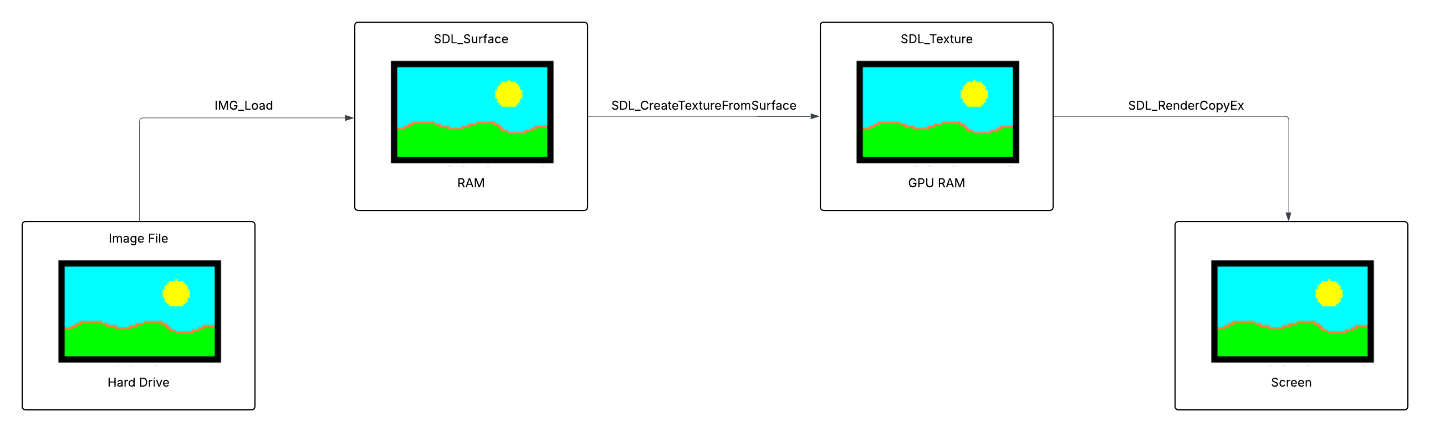 Image File
Hard Drive
IMG_Load
SDL_Surface
RAM
SDL_CreateTextureFromSurface
SDL_Texture
GPU RAM
SDL_RenderCopyEx
Screen